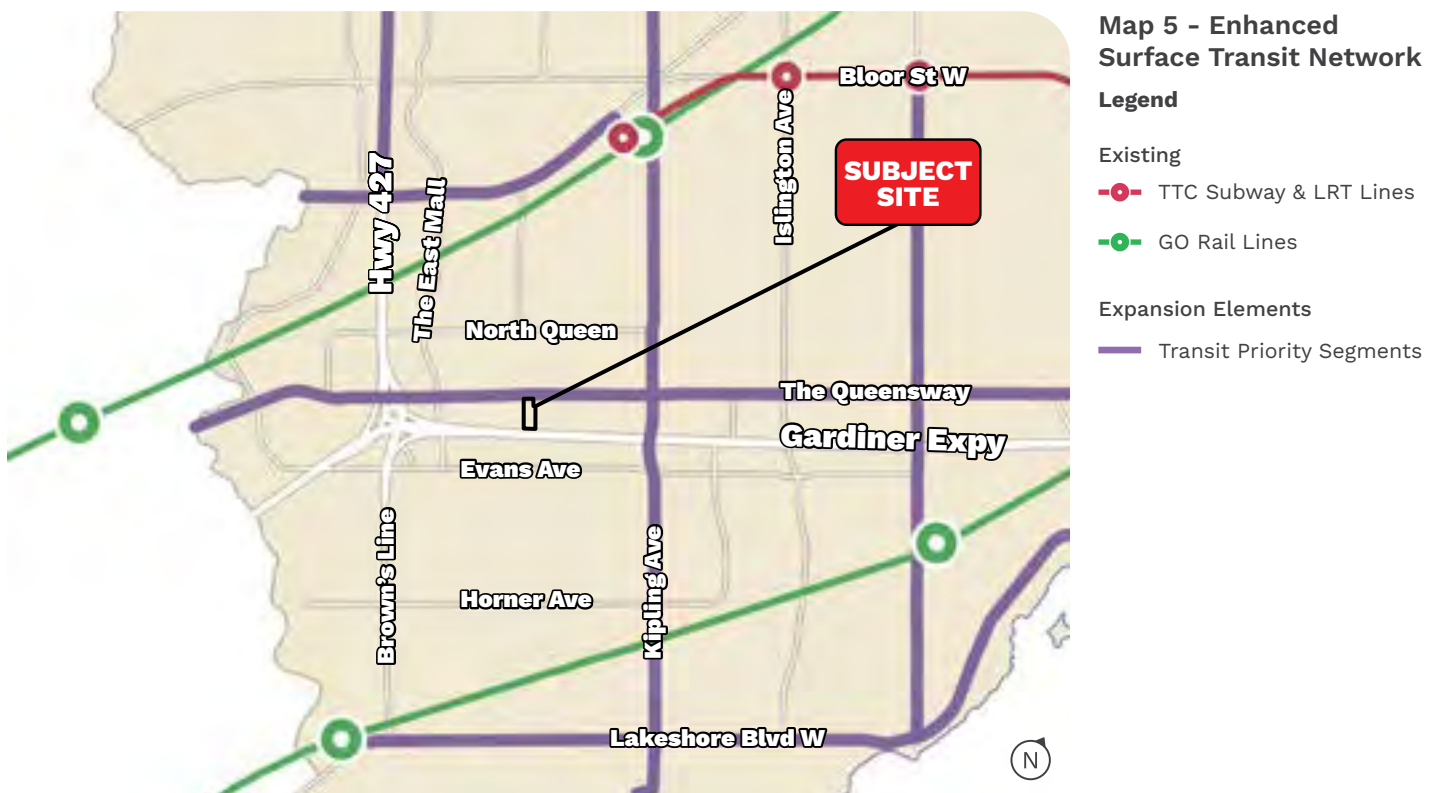 Map 5 - Enhanced
Surface Transit Network
Legend
Existing
TTC Subway & LRT Lines
GO Rail Lines
Expansion Elements
Transit Priority Segments
Bloor St W
Islington Ave
SUBJECT
SITE
Hwy 427
The East Mall
North Queen
The Queensway
Gardiner Expy
Evans Ave
Brown's Line
Kipling Ave
Horner Ave
Lakeshore Blvd W
N